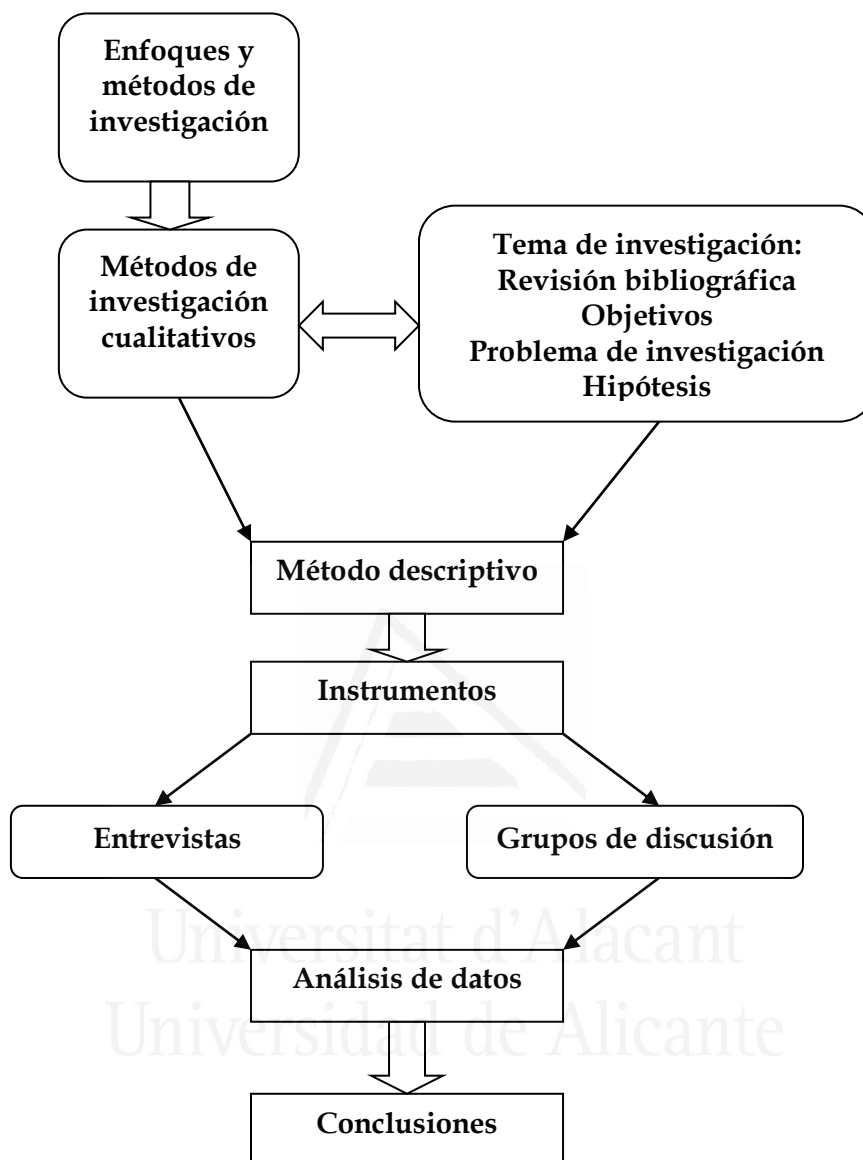 Enfoques y
métodos de
investigación
Métodos de
investigación
cualitativos
Tema de investigación:
Revisión bibliográfica
Objetivos
Problema de investigación
Hipótesis
Método descriptivo
Instrumentos
Entrevistas
Grupos de discusión
Análisis de datos
Conclusiones
Universitat d'Alacant
Universidad de Alicante